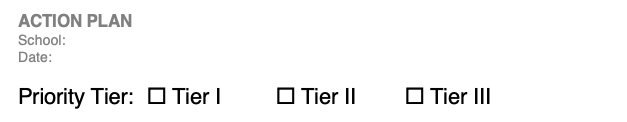 ACTION PLAN
School:
Date:
Priority Tier: ☐ Tier I ☐ Tier II ☐ Tier III